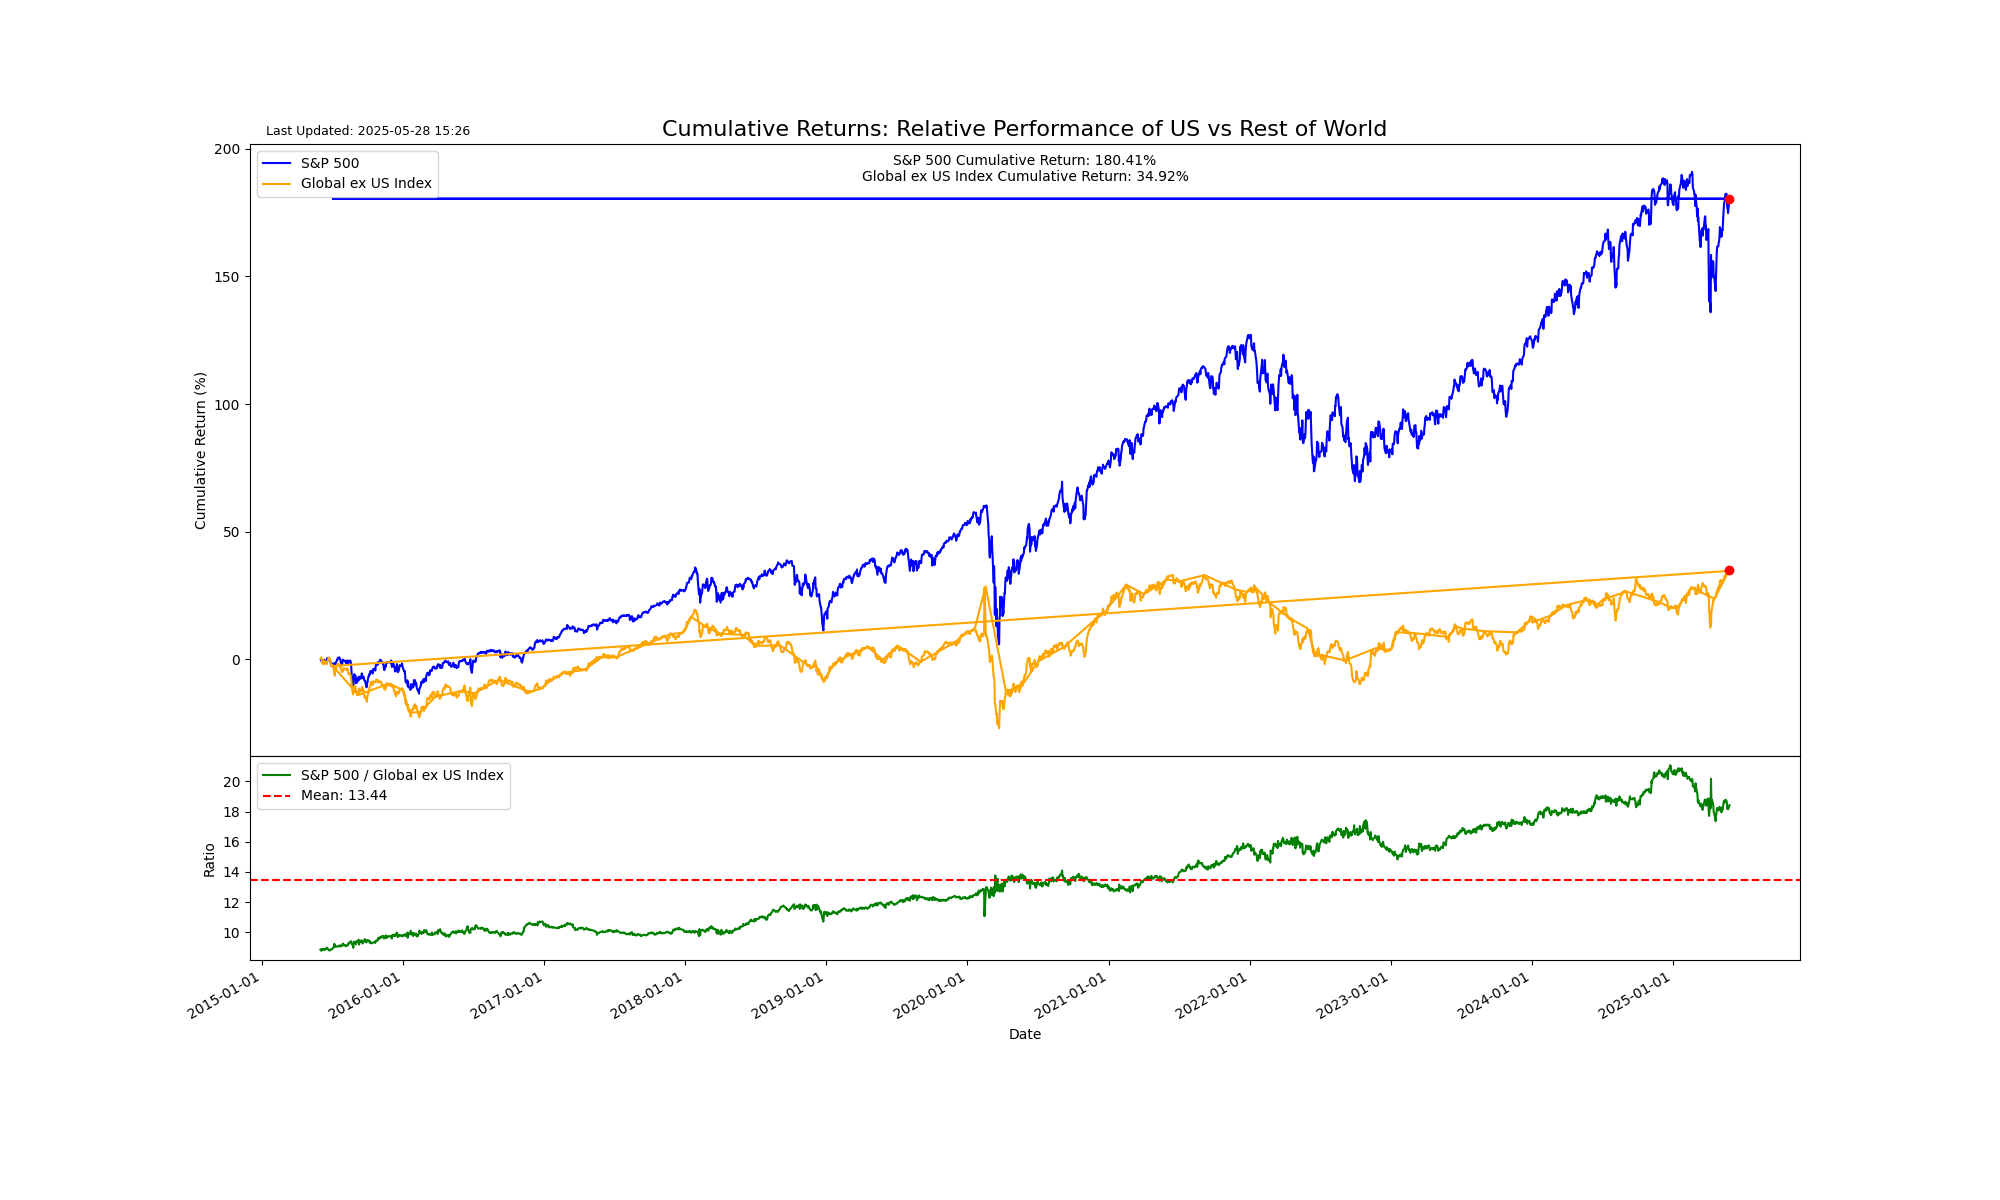 Last Updated: 2025-05-28 15:26
Cumulative Returns: Relative Performance of US vs Rest of World
S&P 500
Global ex US Index
S&P 500 Cumulative Return: 180.41%
Global ex US Index Cumulative Return: 34.92%
200
150
100
50
0
Cumulative Return (%)
S&P 500 / Global ex US Index
Mean: 13.44
20
18
16
14
12
10
Ratio
2015-01-01
2016-01-01
2017-01-01
2018-01-01
2019-01-01
2020-01-01
2021-01-01
2022-01-01
2023-01-01
2024-01-01
2025-01-01
Date